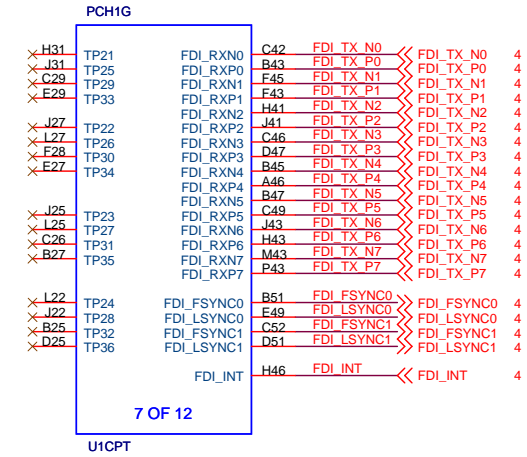 PCH1G
H31 TP21 FDI_RXN0 C42 FDI_TX_N0 FDI_TX_N0 4
J31 TP25 FDI_RXP0 B43 FDI_TX_P0 FDI_TX_P0 4
C29 TP29 FDI_RXN1 F45 FDI_TX_N1 FDI_TX_N1 4
E29 TP33 FDI_RXP1 F43 FDI_TX_P1 FDI_TX_P1 4
FDI_RXN2 H41 FDI_TX_N2 FDI_TX_N2 4
J27 TP22 FDI_RXP2 J41 FDI_TX_P2 FDI_TX_P2 4
L27 TP26 FDI_RXN3 C46 FDI_TX_N3 FDI_TX_N3 4
F28 TP30 FDI_RXP3 D47 FDI_TX_P3 FDI_TX_P3 4
E27 TP34 FDI_RXN4 B45 FDI_TX_N4 FDI_TX_N4 4
FDI_RXP4 A46 FDI_TX_P4 FDI_TX_P4 4
FDI_RXN5 B47 FDI_TX_N5 FDI_TX_N5 4
J25 TP23 FDI_RXP5 C49 FDI_TX_P5 FDI_TX_P5 4
L25 TP27 FDI_RXN6 J43 FDI_TX_N6 FDI_TX_N6 4
C26 TP31 FDI_RXP6 H43 FDI_TX_P6 FDI_TX_P6 4
B27 TP35 FDI_RXN7 M43 FDI_TX_N7 FDI_TX_N7 4
FDI_RXP7 P43 FDI_TX_P7 FDI_TX_P7 4
L22 TP24 FDI_FSYNC0 B51 FDI_FSYNC0 FDI_FSYNC0 4
J22 TP28 FDI_LSYNC0 E49 FDI_LSYNC0 FDI_LSYNC0 4
B25 TP32 FDI_FSYNC1 C52 FDI_FSYNC1 FDI_FSYNC1 4
D25 TP36 FDI_LSYNC1 D51 FDI_LSYNC1 FDI_LSYNC1 4
FDI_INT H46 FDI_INT FDI_INT 4
7 OF 12
U1CPT